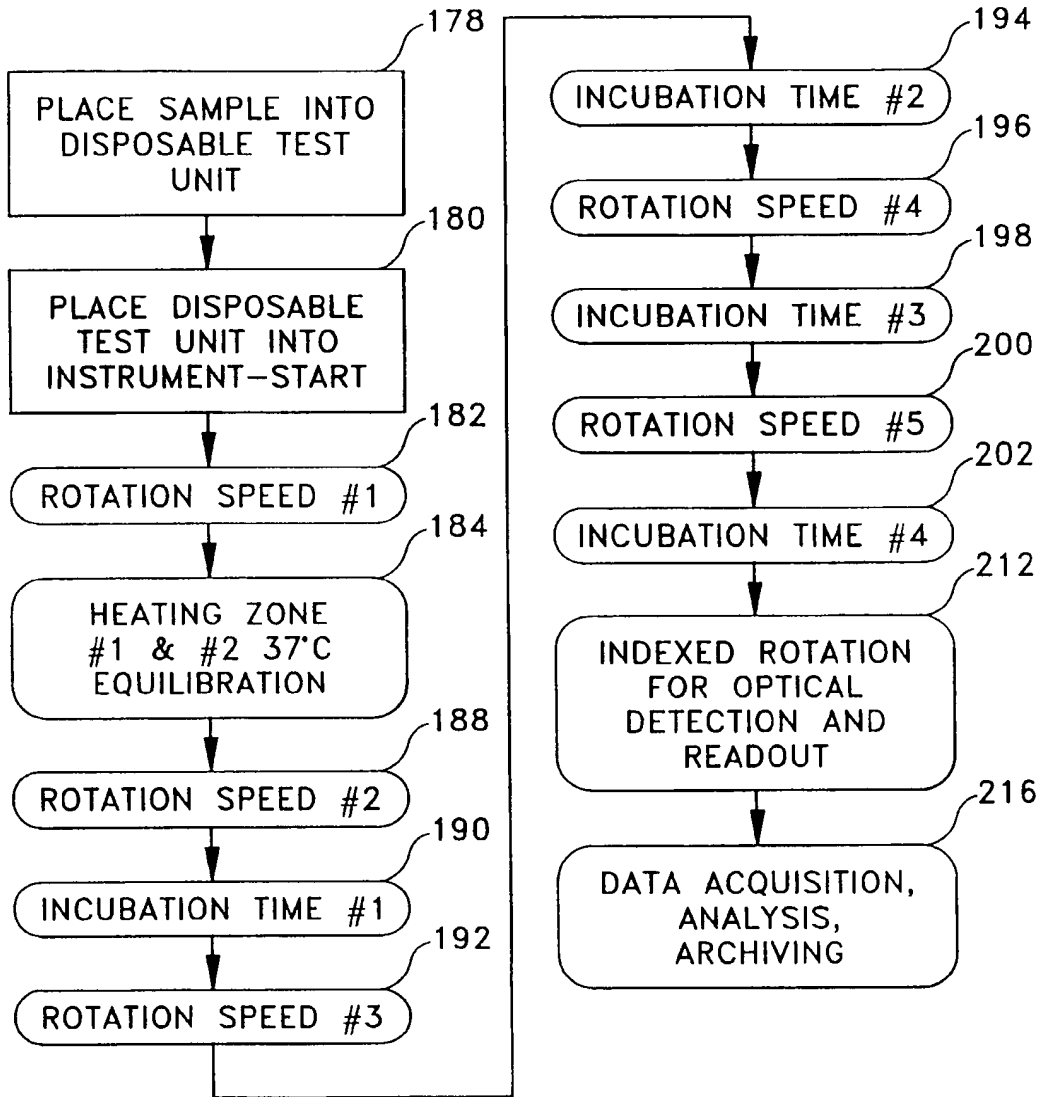 178
PLACE SAMPLE INTO
DISPOSABLE TEST
UNIT
180
PLACE DISPOSABLE
TEST UNIT INTO
INSTRUMENT–START
182
ROTATION SPEED #1
184
HEATING ZONE
#1 & #2 37°C
EQUILIBRATION
188
ROTATION SPEED #2
190
INCUBATION TIME #1
192
ROTATION SPEED #3
194
INCUBATION TIME #2
196
ROTATION SPEED #4
198
INCUBATION TIME #3
200
ROTATION SPEED #5
202
INCUBATION TIME #4
212
INDEXED ROTATION
FOR OPTICAL
DETECTION AND
READOUT
216
DATA ACQUISITION,
ANALYSIS,
ARCHIVING